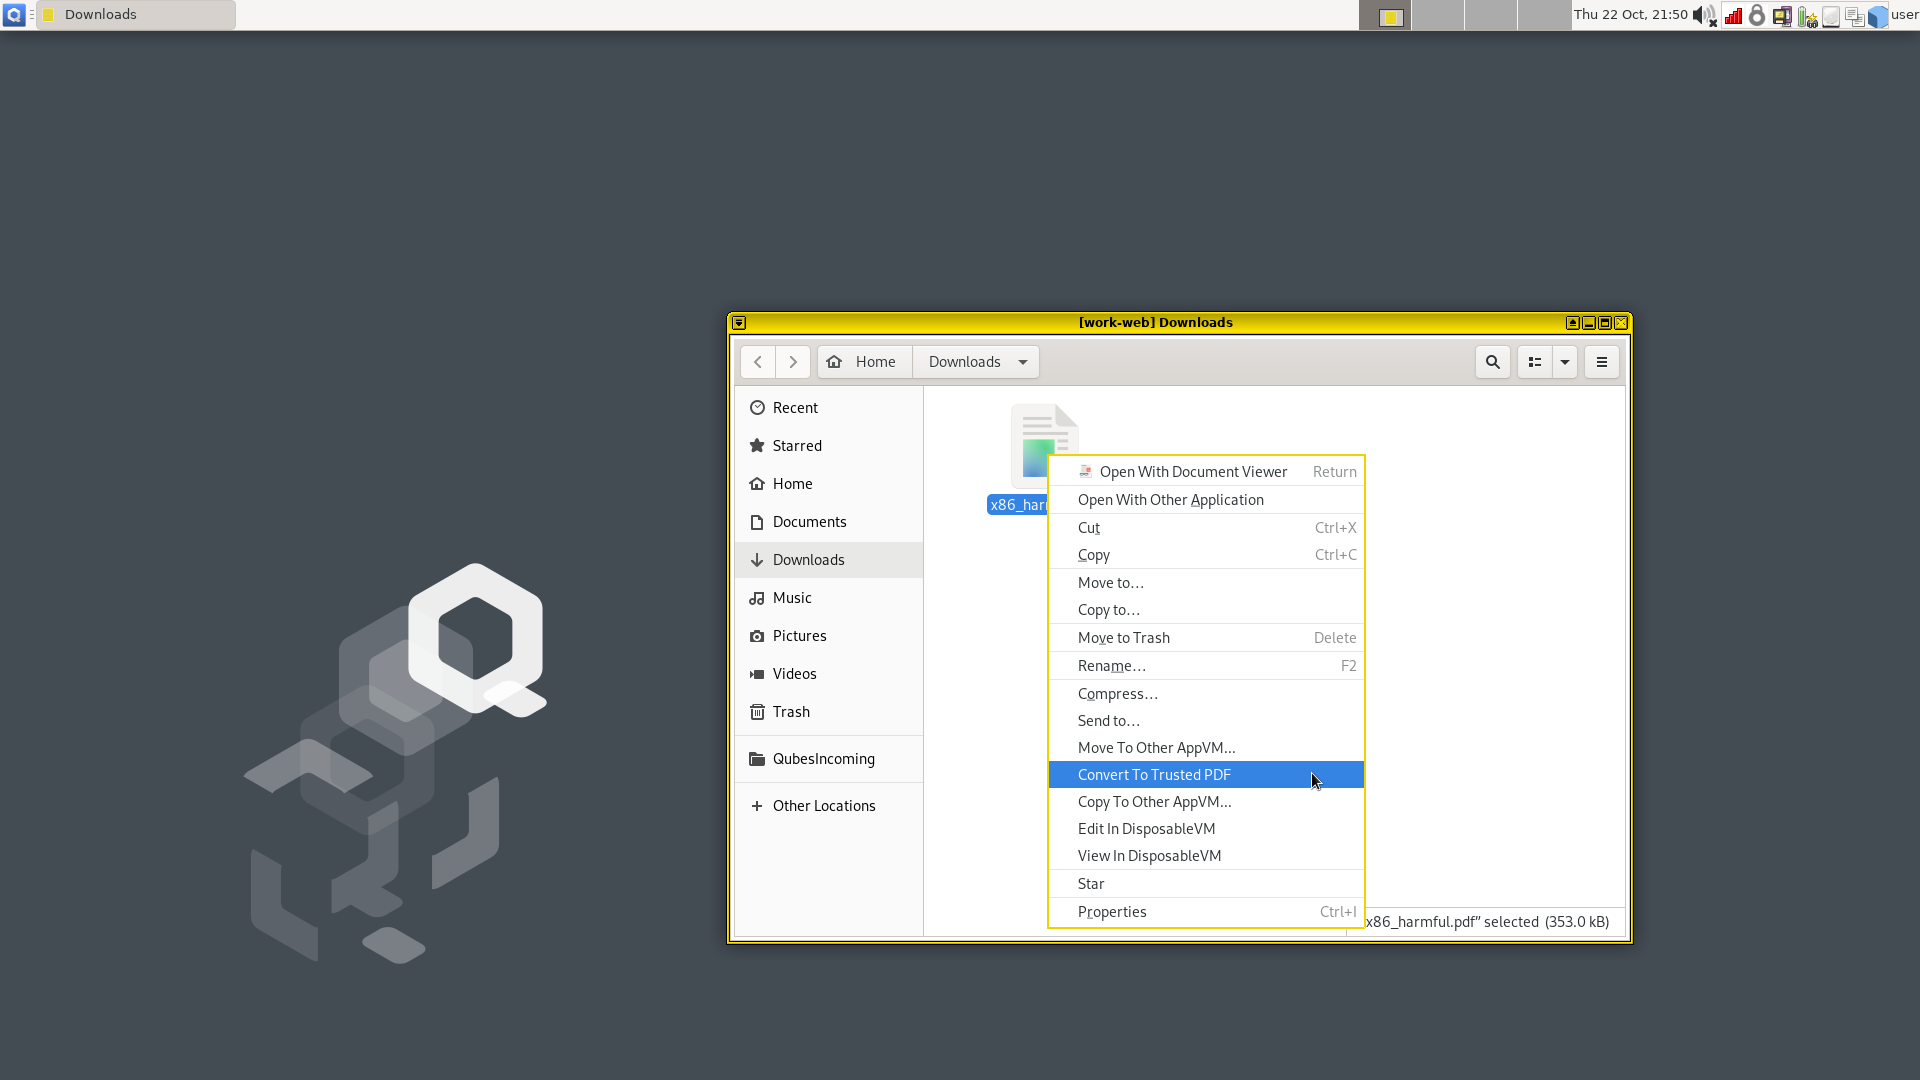 Downloads
Thu 22 Oct, 21:50
user
[work-web] Downloads
Home
Downloads
Recent
Starred
Home
Documents
Downloads
Music
Pictures
Videos
Trash
QubesIncoming
Other Locations
Open With Document Viewer Return
Open With Other Application
Cut Ctrl+X
Copy Ctrl+C
Move to…
Copy to…
Move to Trash Delete
Rename… F2
Compress…
Send to…
Move To Other AppVM...
Convert To Trusted PDF
Copy To Other AppVM...
Edit In DisposableVM
View In DisposableVM
Star
Properties Ctrl+I
x86_harmful.pdf” selected (353.0 kB)